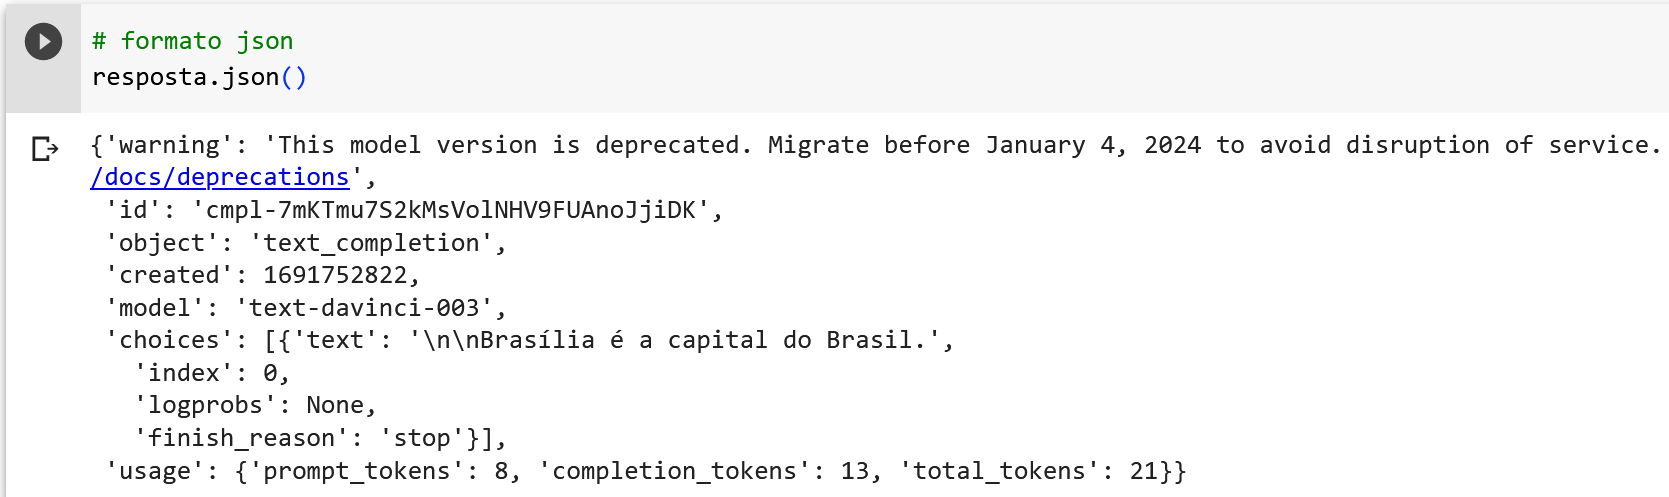 # formato json
resposta.json()
{'warning': 'This model version is deprecated. Migrate before January 4, 2024 to avoid disruption of service.
/docs/deprecations',
'id': 'cmpl-7mKTmu7S2kMsVolNHV9FUAnoJjiDK',
'object': 'text_completion',
'created': 1691752822,
'model': 'text-davinci-003',
'choices': [{'text': '\n\nBrasília é a capital do Brasil.',
'index': 0,
'logprobs': None,
'finish_reason': 'stop'}],
'usage': {'prompt_tokens': 8, 'completion_tokens': 13, 'total_tokens': 21}}